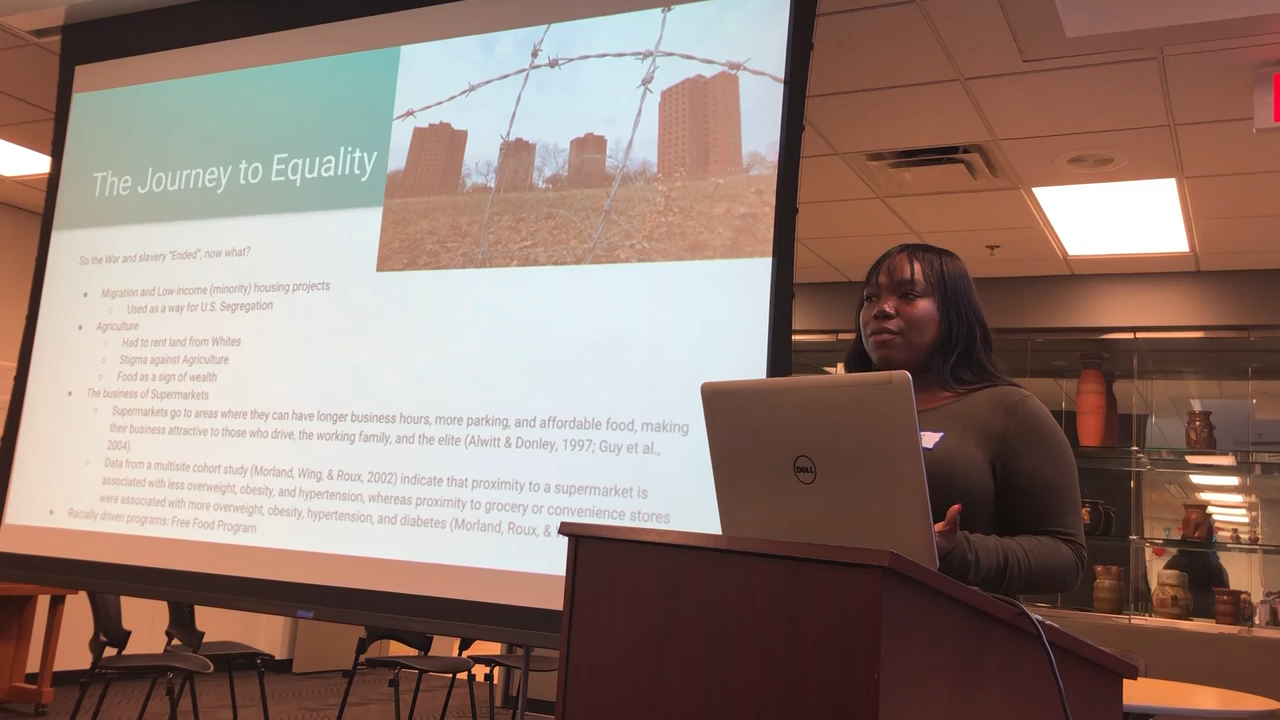 The Journey to Equality
So the War and slavery "Ended", now what?
Migration and Low-Income (minority) housing projects
Used as a way for U.S. Segregation
Agriculture
Had to rent land from Whites
Stigma against Agriculture
Food as a sign of wealth
The business of Supermarkets
Supermarkets go to areas where they can have longer business hours, more parking, and affordable food, making
their business attractive to those who drive, the working family, and the elite (Alwitt & Donley, 1997; Guy et al.,
2004).
Data from a multisite cohort study (Morland, Wing, & Roux, 2002) indicate that proximity to a supermarket is
associated with less overweight, obesity, and hypertension, whereas proximity to grocery or convenience stores
were associated with more overweight, obesity, hypertension, and diabetes (Morland, Roux, &
Racially driven programs: Free Food Program
DELL